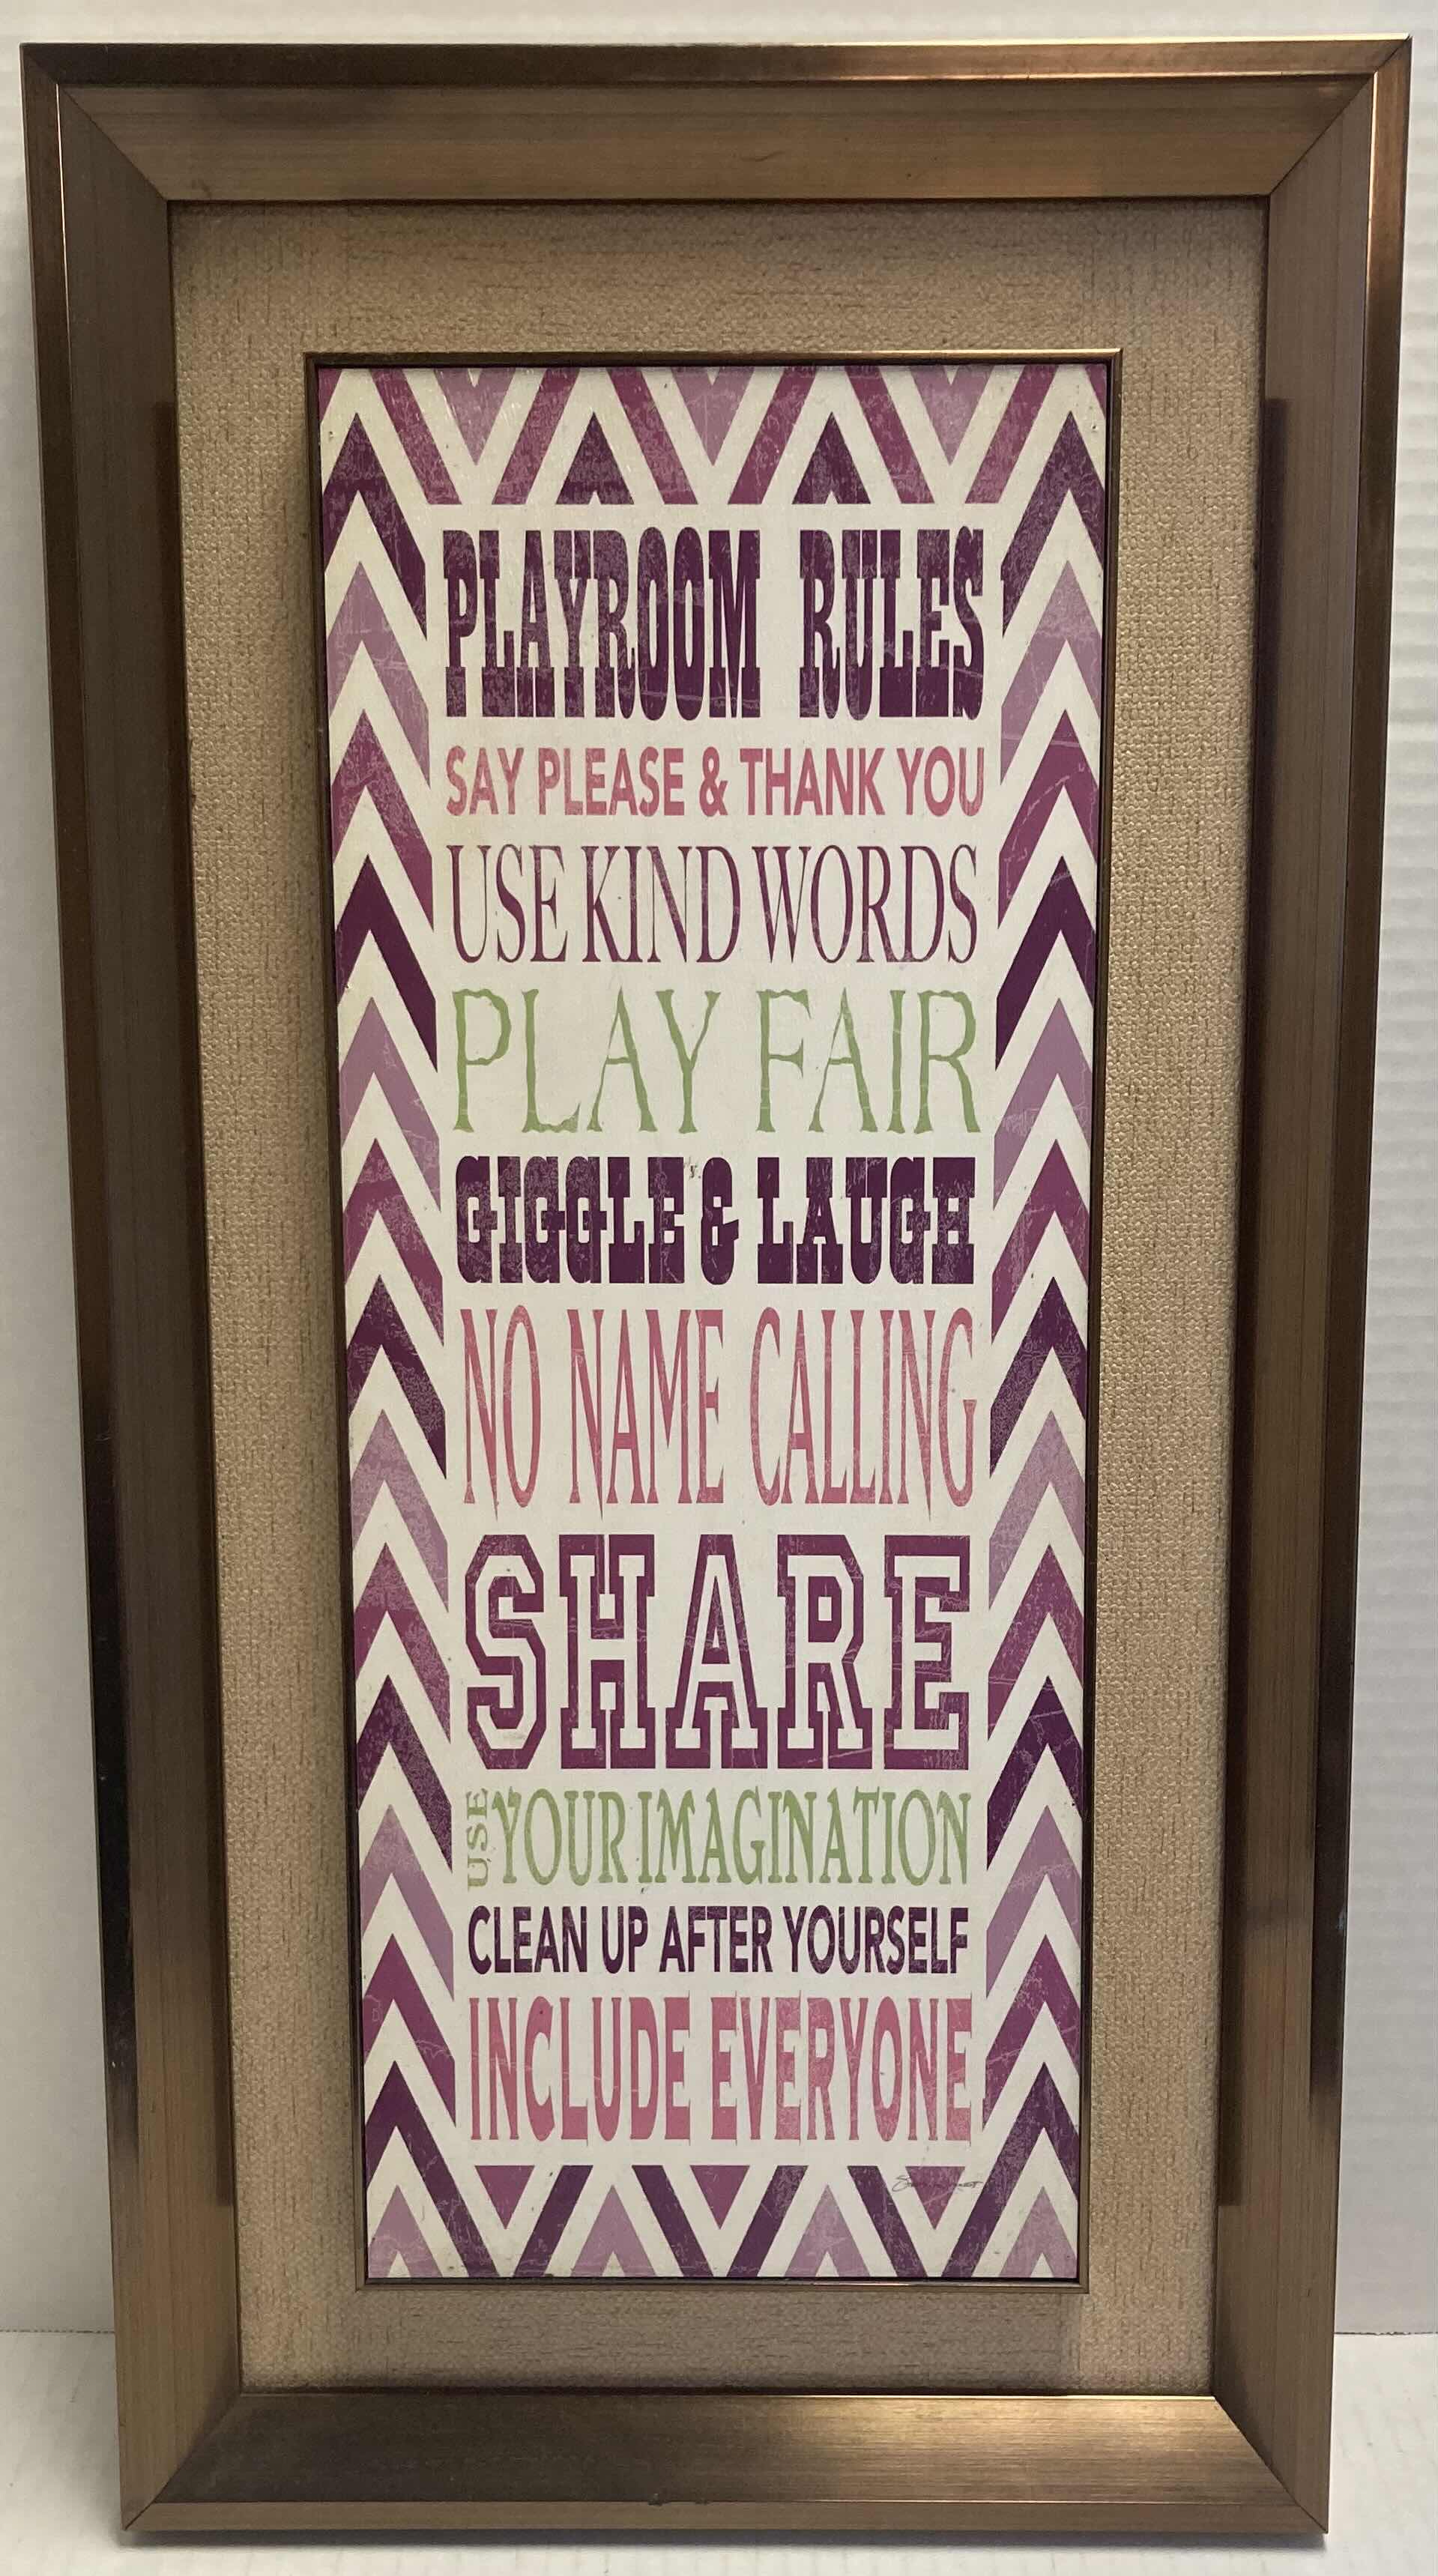 PLAYROOM RULES
SAY PLEASE & THANK YOU
USE KIND WORDS
PLAY FAIR
GIGGLE & LAUGH
NO NAME CALLING
SHARE
USE YOUR IMAGINATION
CLEAN UP AFTER YOURSELF
INCLUDE EVERYONE